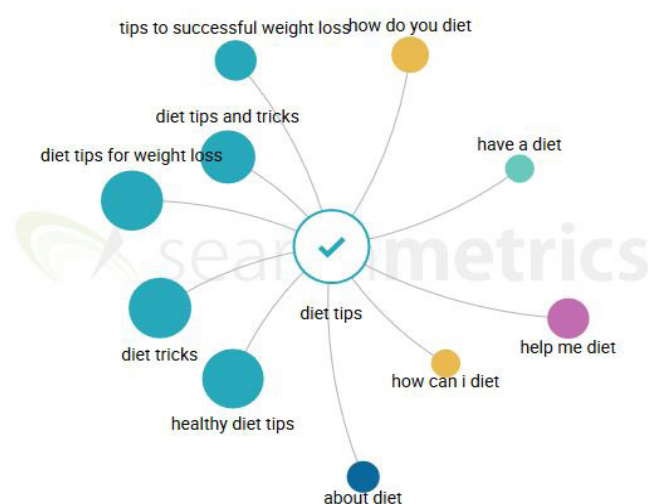 tips to successful weight loss
how do you diet
diet tips and tricks
have a diet
diet tips for weight loss
searchmetrics
diet tips
help me diet
diet tricks
how can i diet
healthy diet tips
about diet